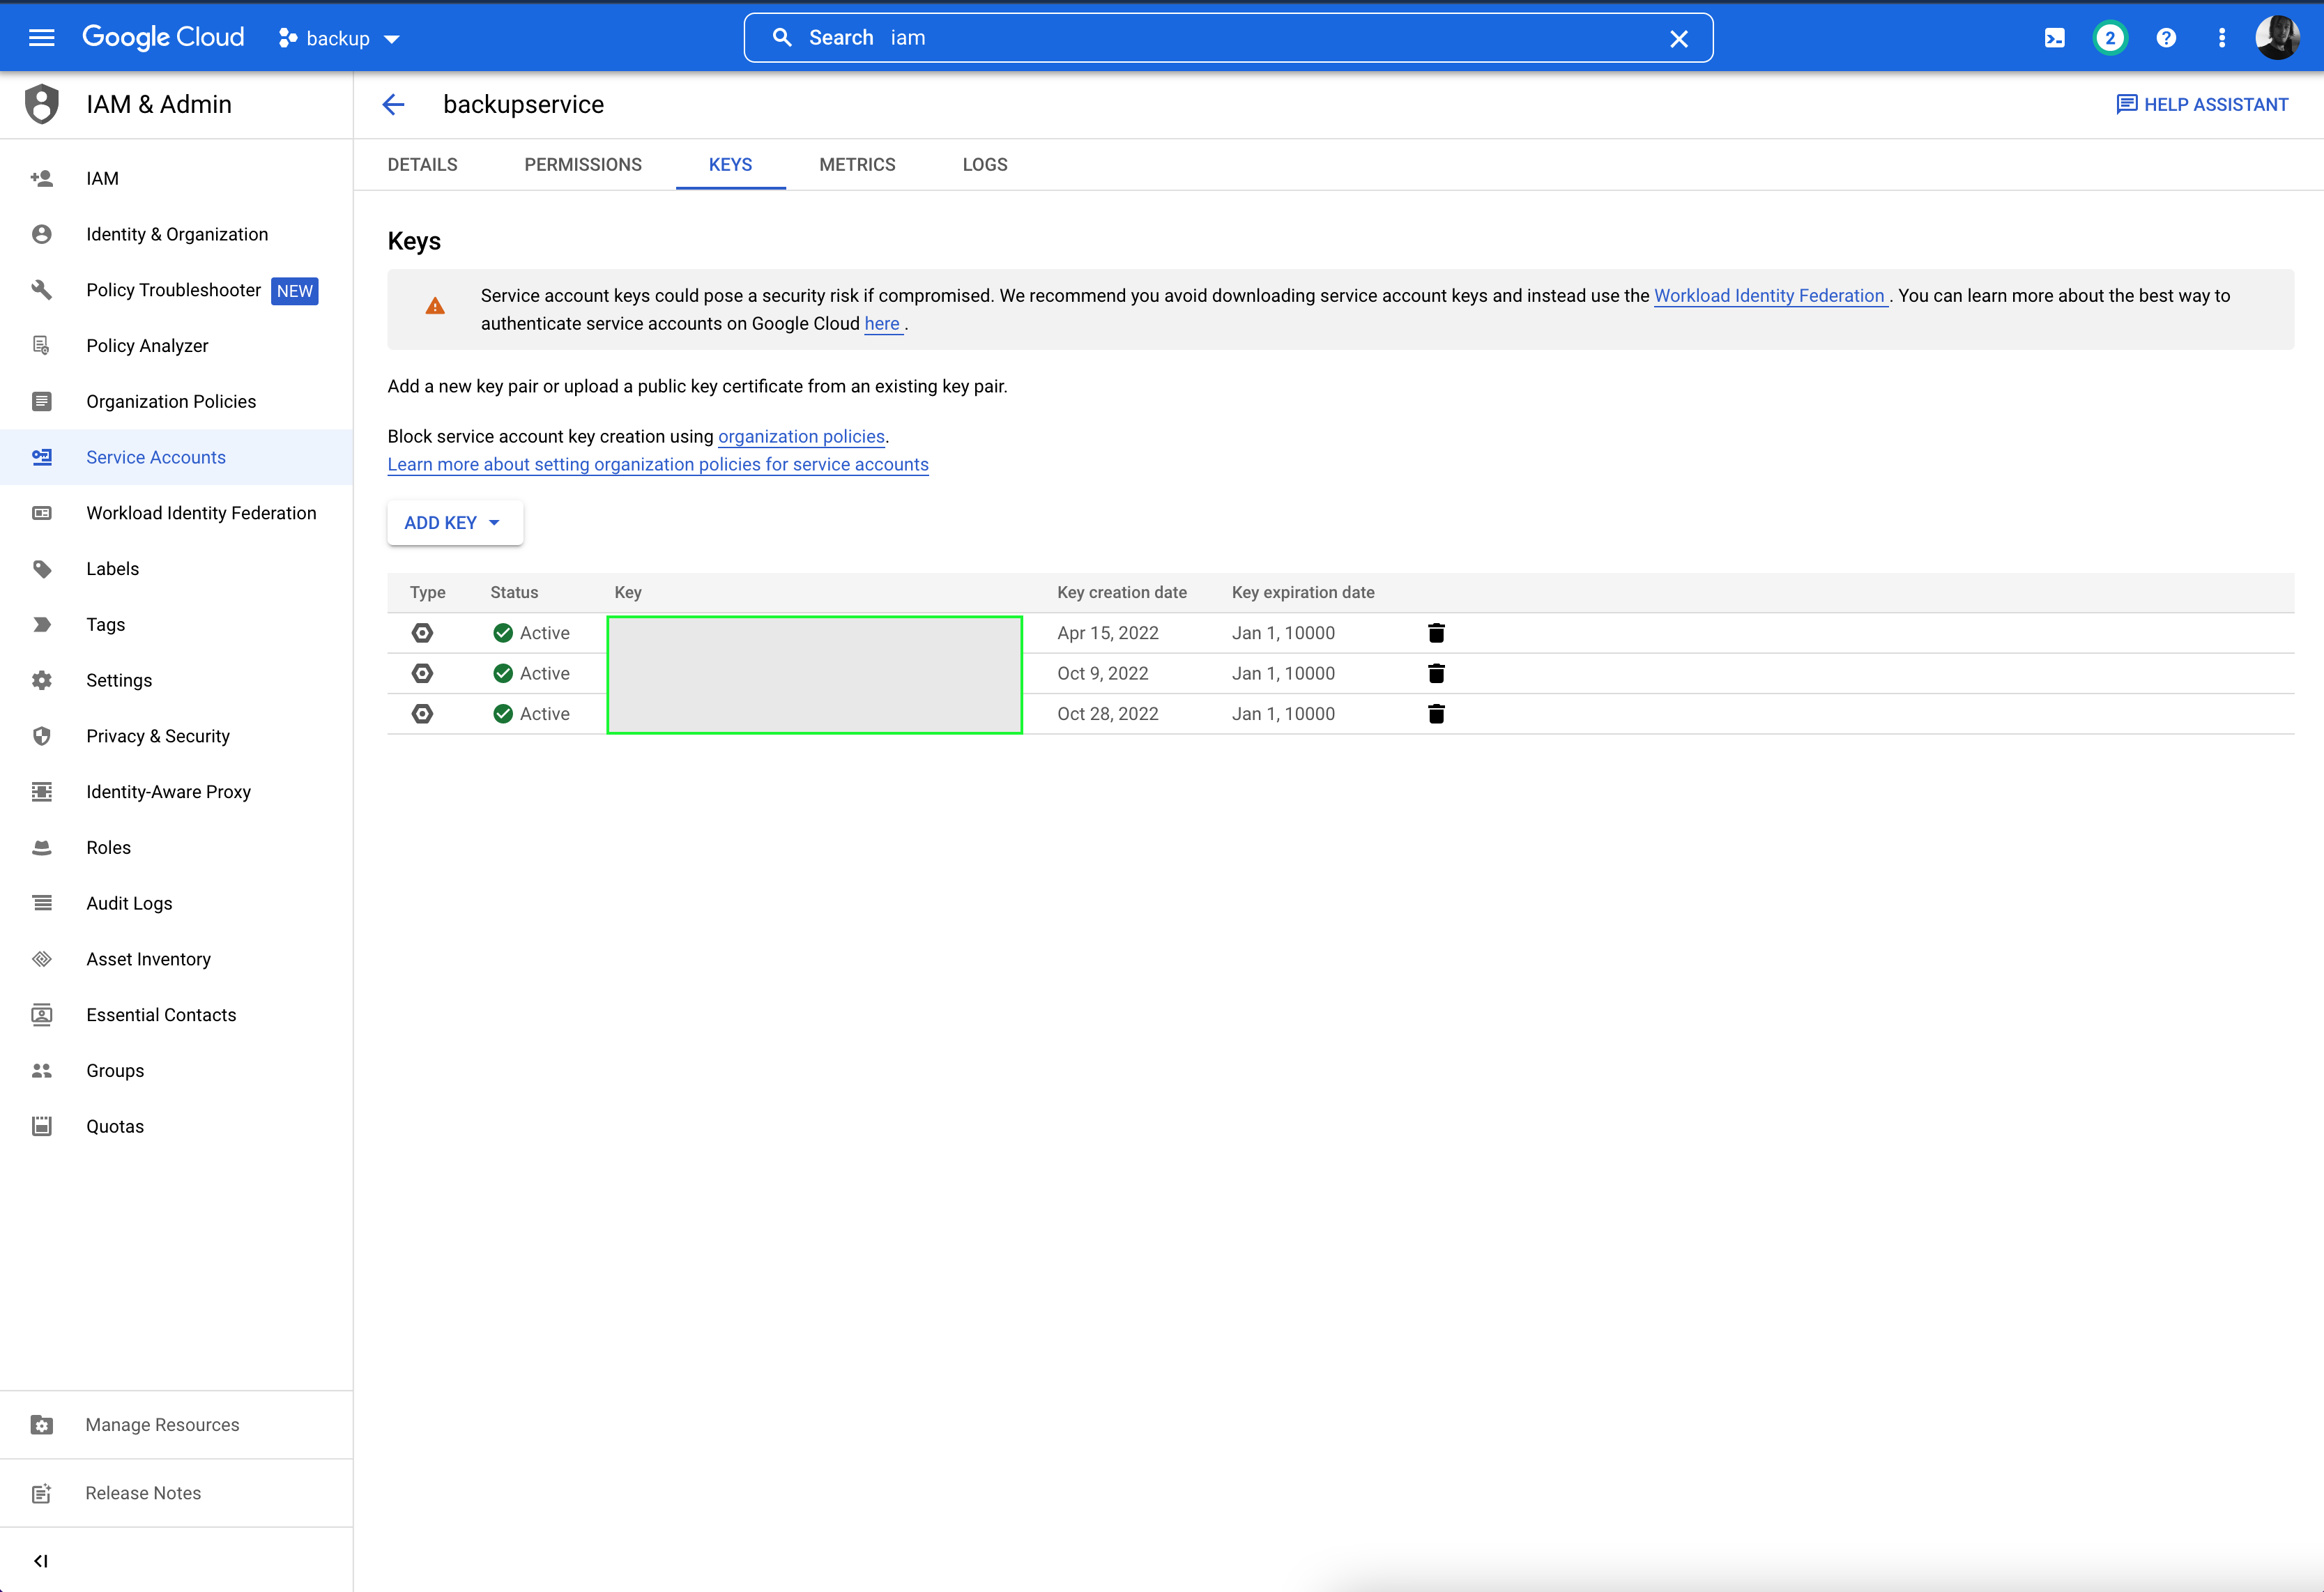 Google Cloud
backup
Search iam
2
IAM & Admin
backupservice
HELP ASSISTANT
IAM
Identity & Organization
Policy Troubleshooter NEW
Policy Analyzer
Organization Policies
Service Accounts
Workload Identity Federation
Labels
Tags
Settings
Privacy & Security
Identity-Aware Proxy
Roles
Audit Logs
Asset Inventory
Essential Contacts
Groups
Quotas
Manage Resources
Release Notes
DETAILS PERMISSIONS KEYS METRICS LOGS
Keys
Service account keys could pose a security risk if compromised. We recommend you avoid downloading service account keys and instead use the Workload Identity Federation . You can learn more about the best way to
authenticate service accounts on Google Cloud here .
Add a new key pair or upload a public key certificate from an existing key pair.
Block service account key creation using organization policies.
Learn more about setting organization policies for service accounts
ADD KEY
Type Status Key Key creation date Key expiration date
Active Apr 15, 2022 Jan 1, 10000
Active Oct 9, 2022 Jan 1, 10000
Active Oct 28, 2022 Jan 1, 10000